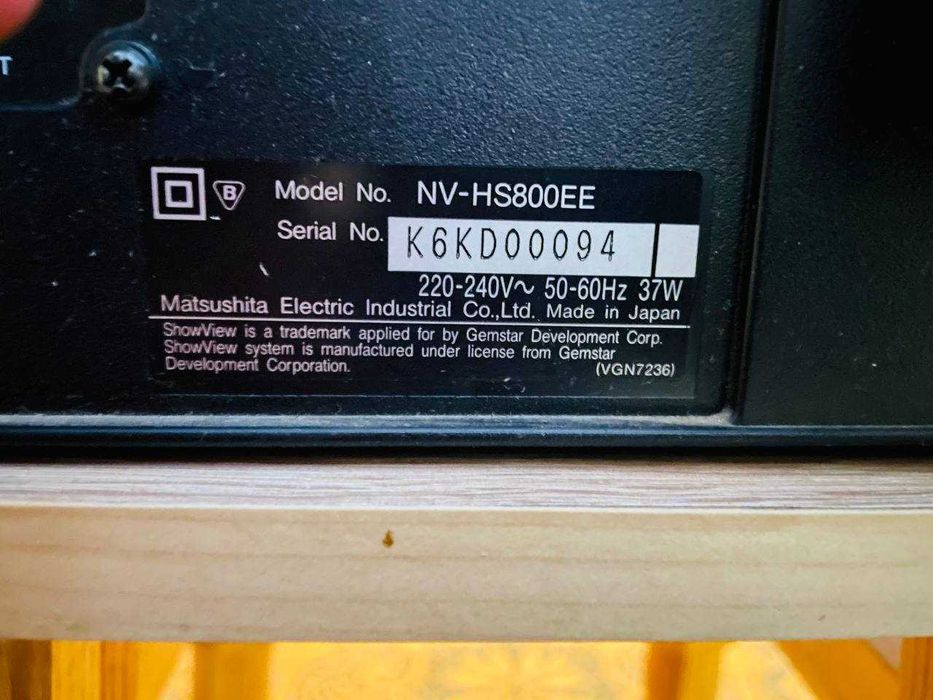 T
B
Model No. NV-HS800EE
Serial No. K6KD00094
220-240V~ 50-60Hz 37W
Matsushita Electric Industrial Co.,Ltd. Made in Japan
ShowView is a trademark applied for by Gemstar Development Corp.
ShowView system is manufactured under license from Gemstar
Development Corporation. (VGN7236)